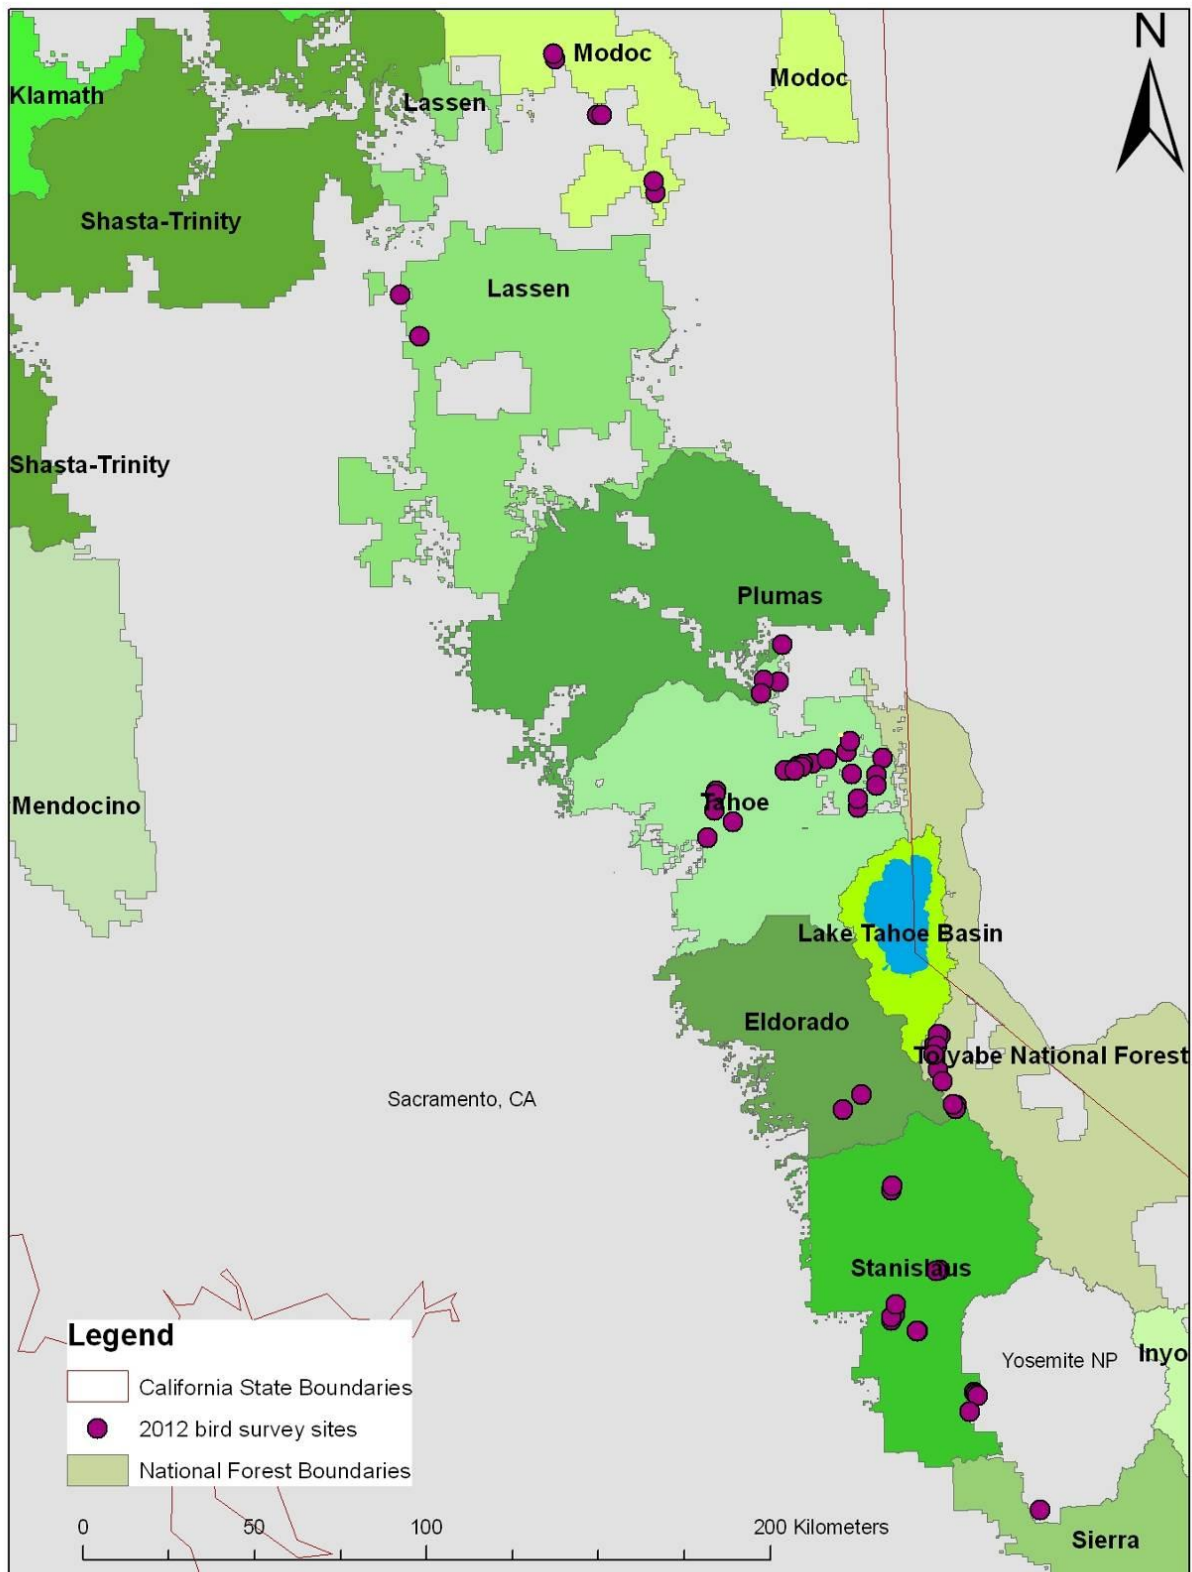 N
Modoc
Modoc
Klamath
Lassen
Shasta-Trinity
Lassen
Shasta-Trinity
Plumas
Mendocino
Tahoe
Lake Tahoe Basin
Eldorado
Toiyabe National Forest
Sacramento, CA
Stanislaus
Yosemite NP
Inyo
Sierra
Legend
California State Boundaries
2012 bird survey sites
National Forest Boundaries
0 50 100 200 Kilometers